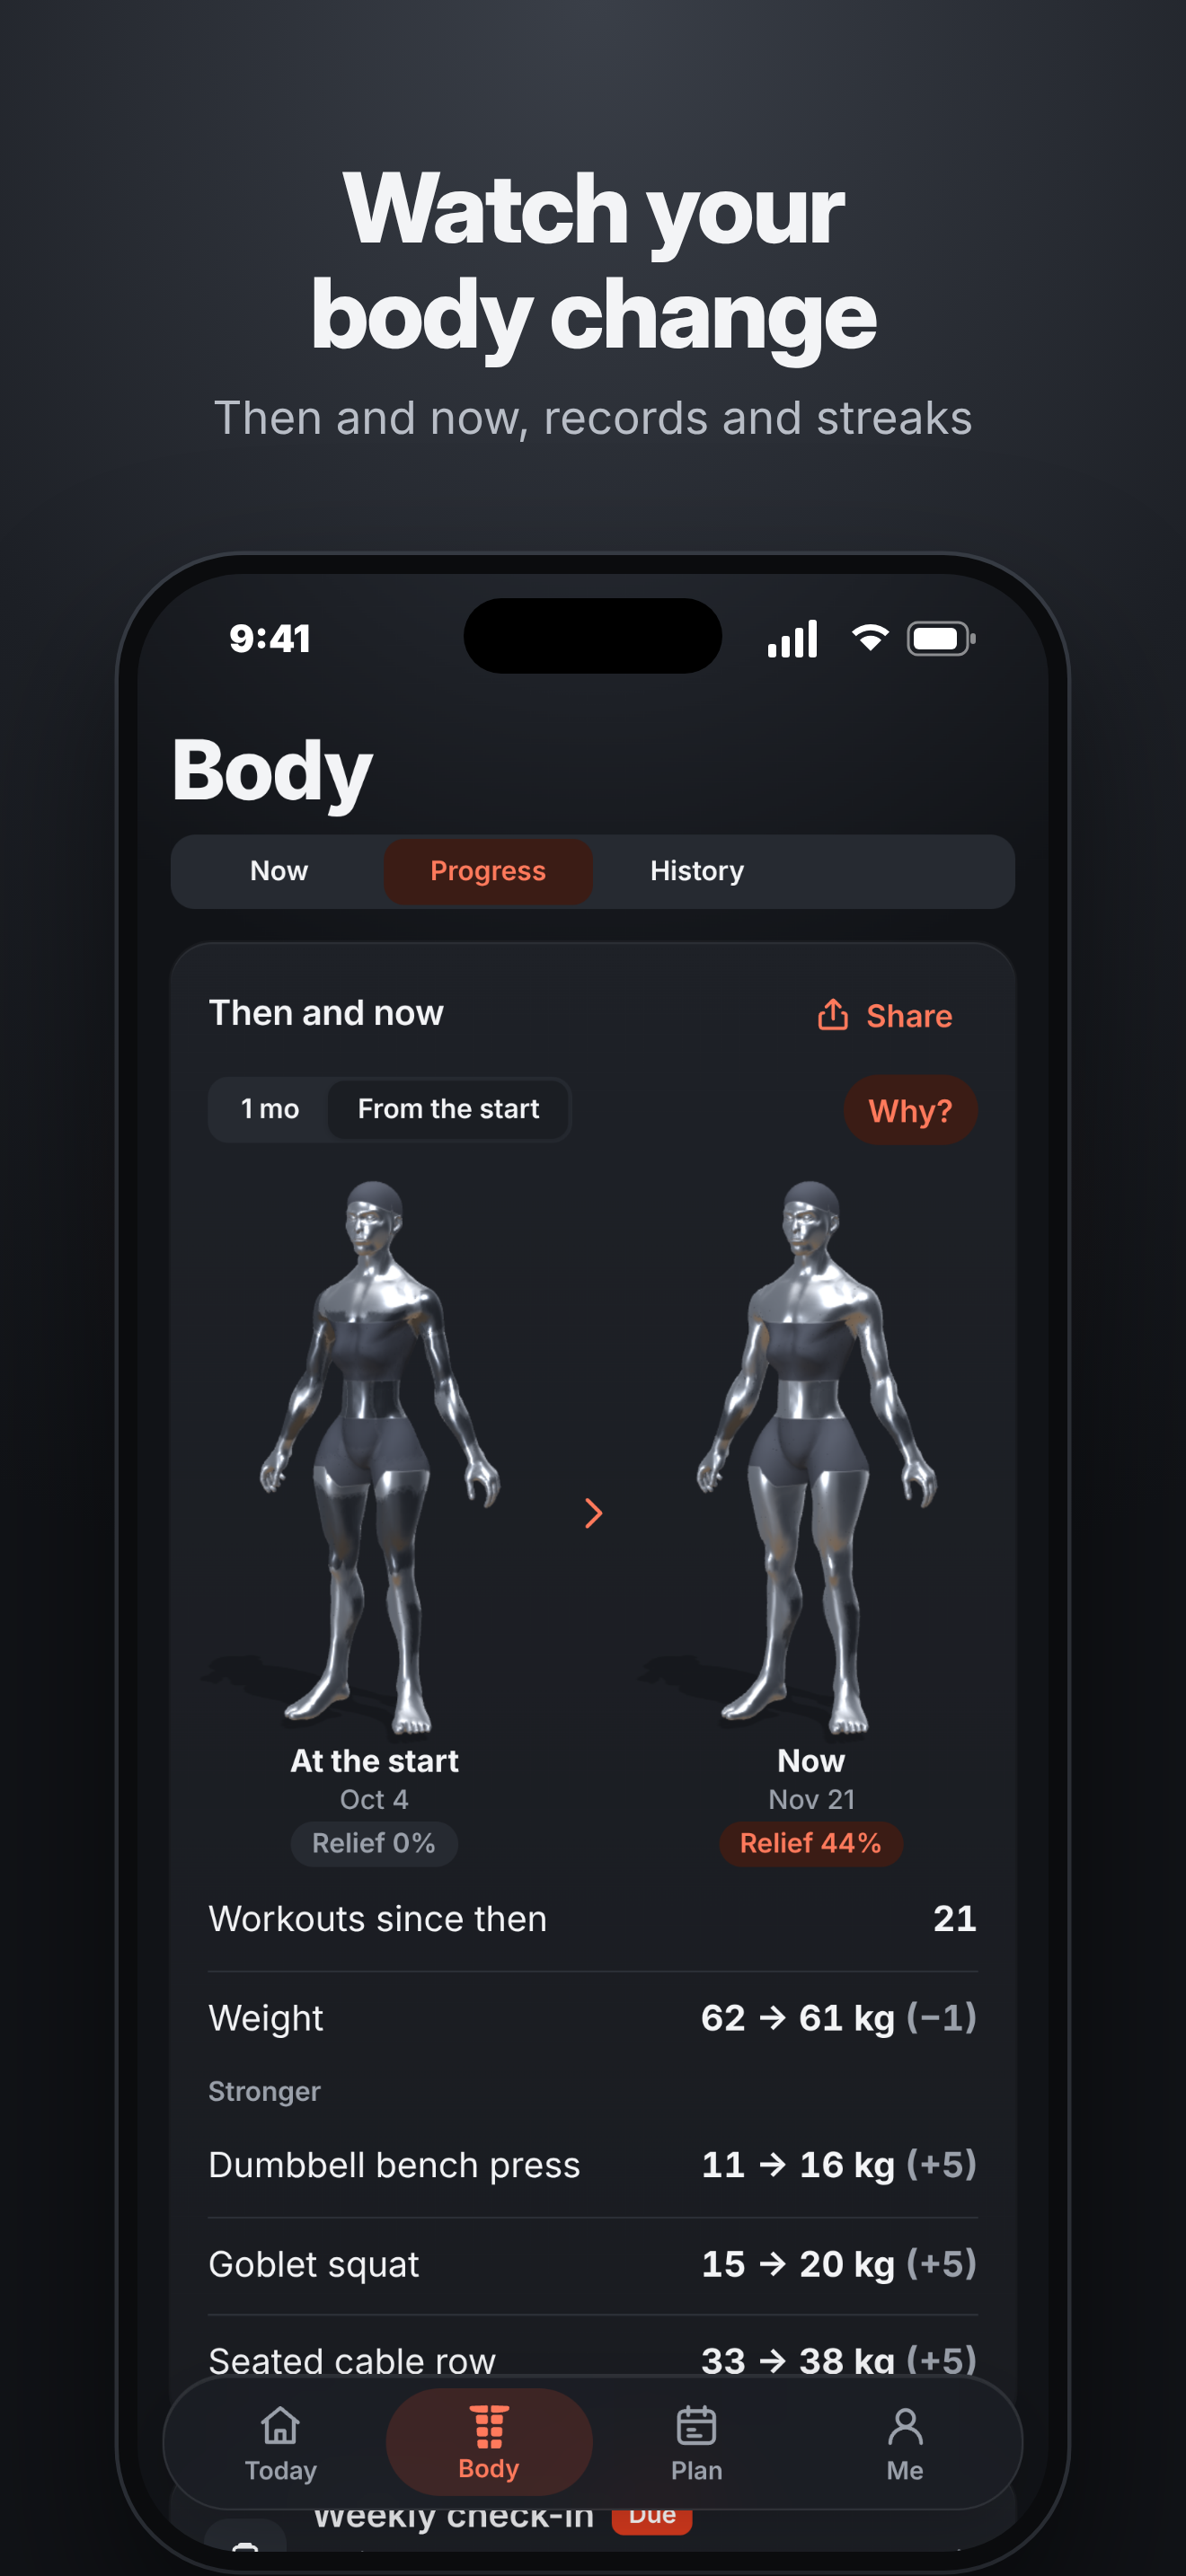 Watch your
body change
Then and now, records and streaks
9:41
Body
Now Progress History
Then and now Share
1 mo From the start Why?
At the start Now
Oct 4 Nov 21
Relief 0% Relief 44%
Workouts since then 21
Weight 62 → 61 kg (−1)
Stronger
Dumbbell bench press 11 → 16 kg (+5)
Goblet squat 15 → 20 kg (+5)
Seated cable row 33 → 38 kg (+5)
Today Body Plan Me
Weekly check-in Due